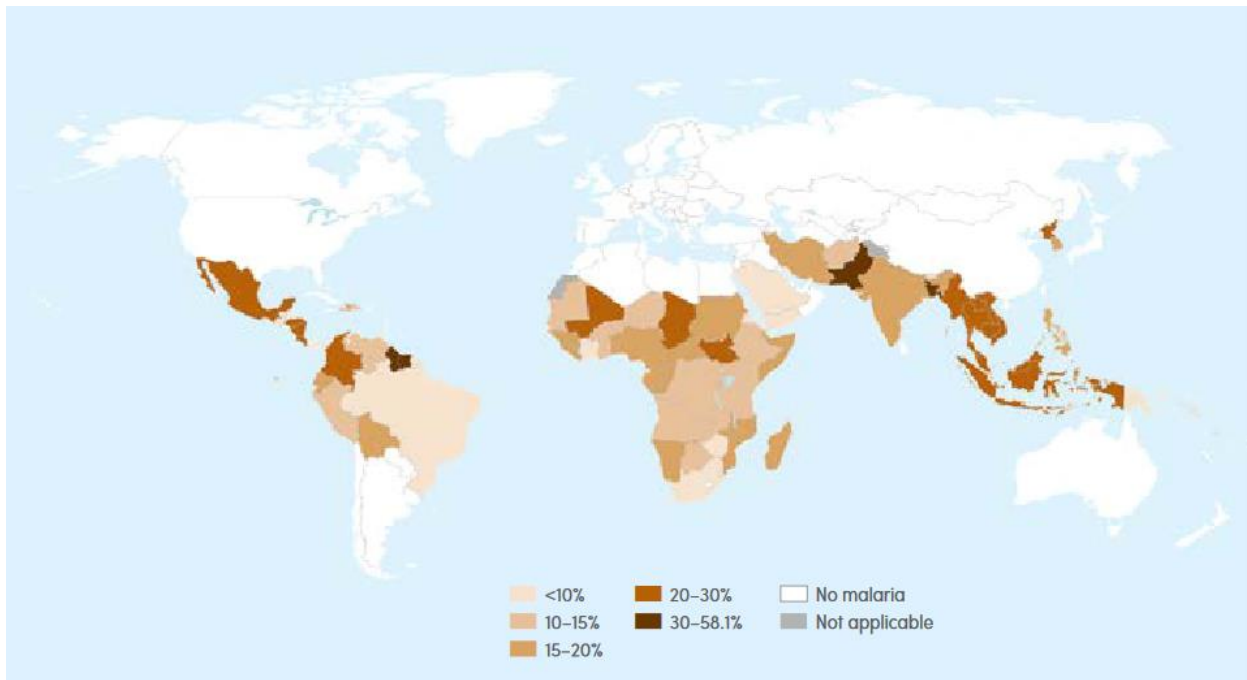 <10%
10–15%
15–20%
20–30%
30–58.1%
No malaria
Not applicable